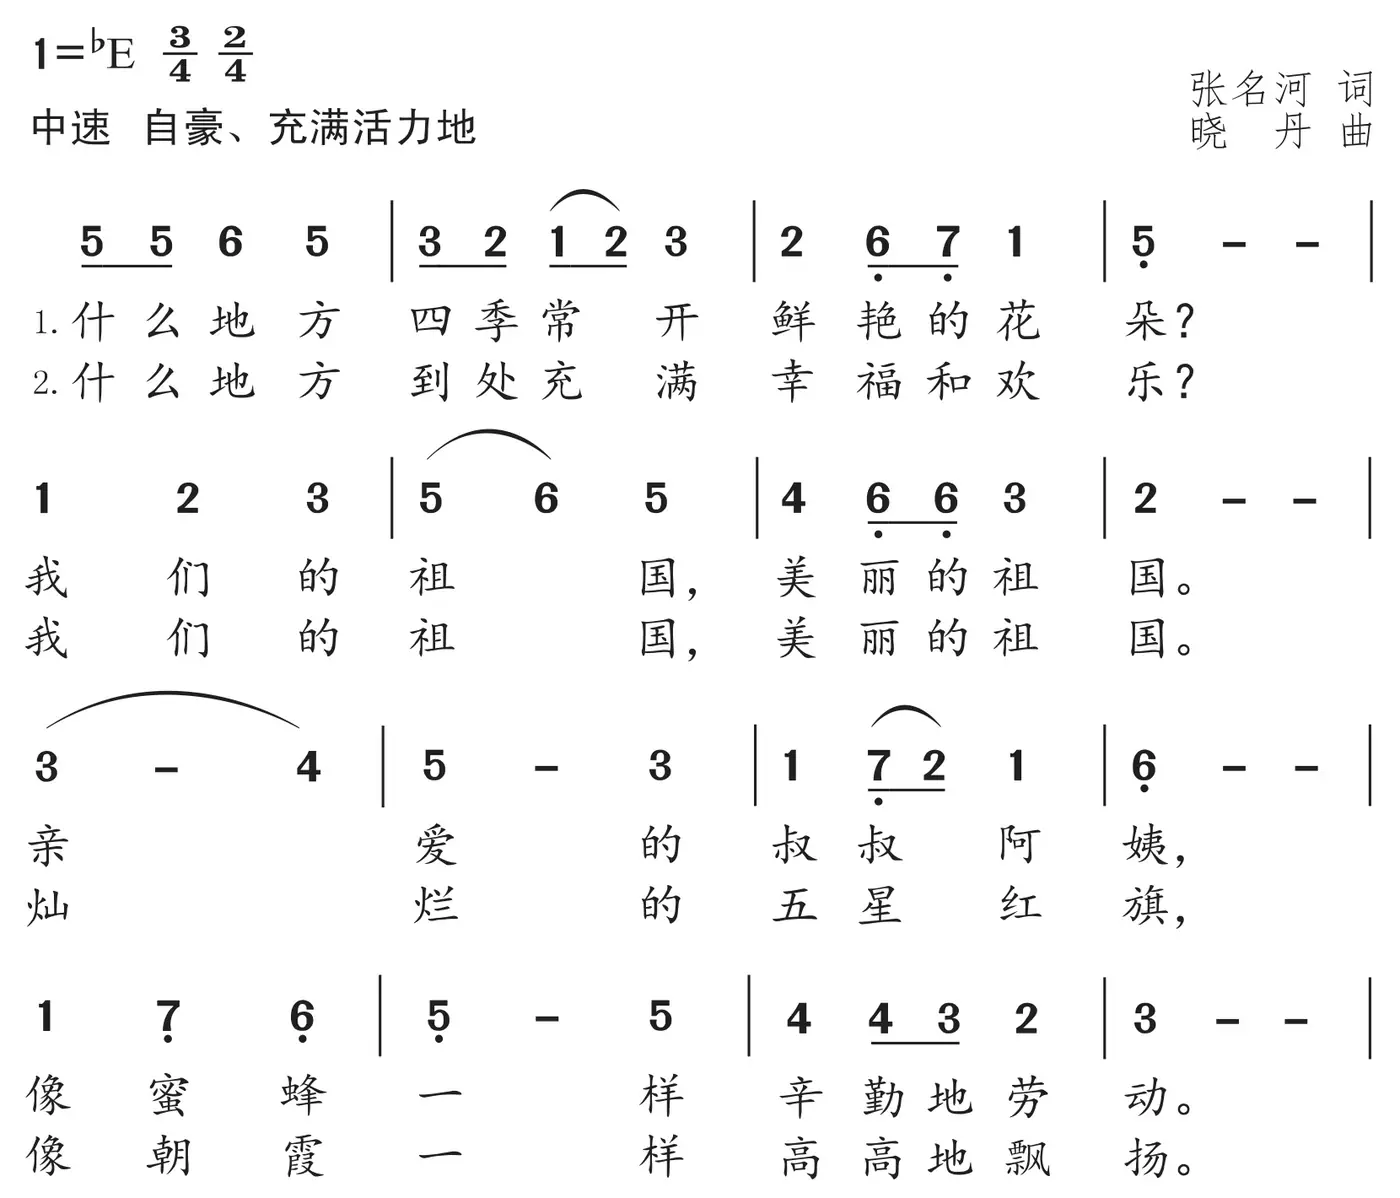 1=♭E 3/4 2/4
张名河 词
中速 自豪、充满活力地
晓 丹 曲
5 5 6 5 | 3 2 1 2 3 | 2 6 7 1 | 5 – – |
1. 什 么 地 方 四 季 常 开 鲜 艳 的 花 朵?
2. 什 么 地 方 到 处 充 满 幸 福 和 欢 乐?
1 2 3 | 5 6 5 | 4 6 6 3 | 2 – – |
我 们 的 祖 国, 美 丽 的 祖 国。
我 们 的 祖 国, 美 丽 的 祖 国。
3 – 4 | 5 – 3 | 1 7 2 1 | 6 – – |
亲 爱 的 叔 叔 阿 姨,
灿 烂 的 五 星 红 旗,
1 7 6 | 5 – 5 | 4 4 3 2 | 3 – – |
像 蜜 蜂 一 样 辛 勤 地 劳 动。
像 朝 霞 一 样 高 高 地 飘 扬。